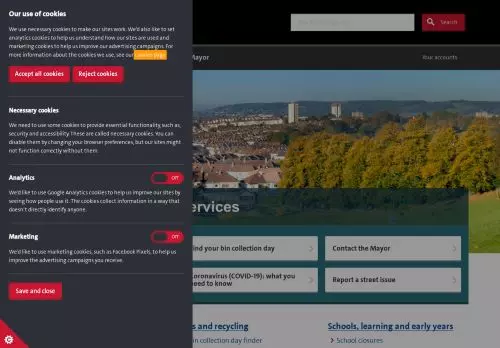 Our use of cookies
We use necessary cookies to make our sites work. We'd also like to set
analytics cookies to help us understand how our sites are used and
marketing cookies to help us improve our advertising campaigns. For
more information about the cookies we use, see our cookies page
Accept all cookies
Reject cookies
Search
Mayor
Your accounts
Necessary cookies
We need to use some cookies to provide essential functionality, such as,
security and accessibility. These are called necessary cookies. You can
disable them by changing your browser preferences, but our sites might
not function correctly without them.
Analytics
Off
We'd like to use Google Analytics cookies to help us improve our sites by
seeing how people use it. The cookies collect information in a way that
doesn't directly identify anyone.
Marketing
Off
We'd like to use marketing cookies, such as Facebook Pixels, to help us
improve the advertising campaigns you receive.
Save and close
ervices
ind your bin collection day
Contact the Mayor
oronavirus (COVID-19): what you
eed to know
Report a street issue
s and recycling
Schools, learning and early years
n collection day finder
School closures